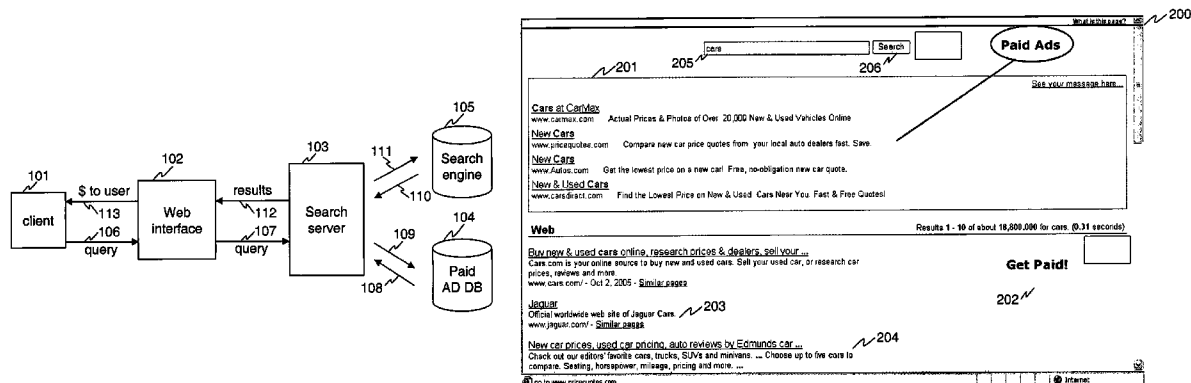 101
client
$ to user
113
106
query
102
Web
interface
results
112
107
query
103
Search
server
111
110
109
108
105
Search
engine
104
Paid
AD DB
What is this page?
200
cars
Search
205
206
Paid Ads
201
See your message here...
Cars at CarMax
www.carmax.com Actual Prices & Photos of Over 20,000 New & Used Vehicles Online
New Cars
www.pricequotes.com Compare new car price quotes from your local auto dealers fast. Save.
New Cars
www.Autos.com Get the lowest price on a new car! Free, no-obligation new car quote.
New & Used Cars
www.carsdirect.com Find the Lowest Price on New & Used Cars Near You. Fast & Free Quotes!
Web
Results 1 - 10 of about 18,800,000 for cars. (0.31 seconds)
Buy new & used cars online, research prices & dealers, sell your ...
Cars.com is your online source to buy new and used cars. Sell your used car, or research car
prices, reviews and more.
www.cars.com/ - Oct 2, 2005 - Similar pages
Get Paid!
202
Jaguar
Official worldwide web site of Jaguar Cars.
203
www.jaguar.com/ - Similar pages
New car prices, used car pricing, auto reviews by Edmunds car ...
204
Check out our editors' favorite cars, trucks, SUVs and minivans. ... Choose up to five cars to
compare. Seating, horsepower, mileage, pricing and more. ...
go to www.pricequotes.com
Internet